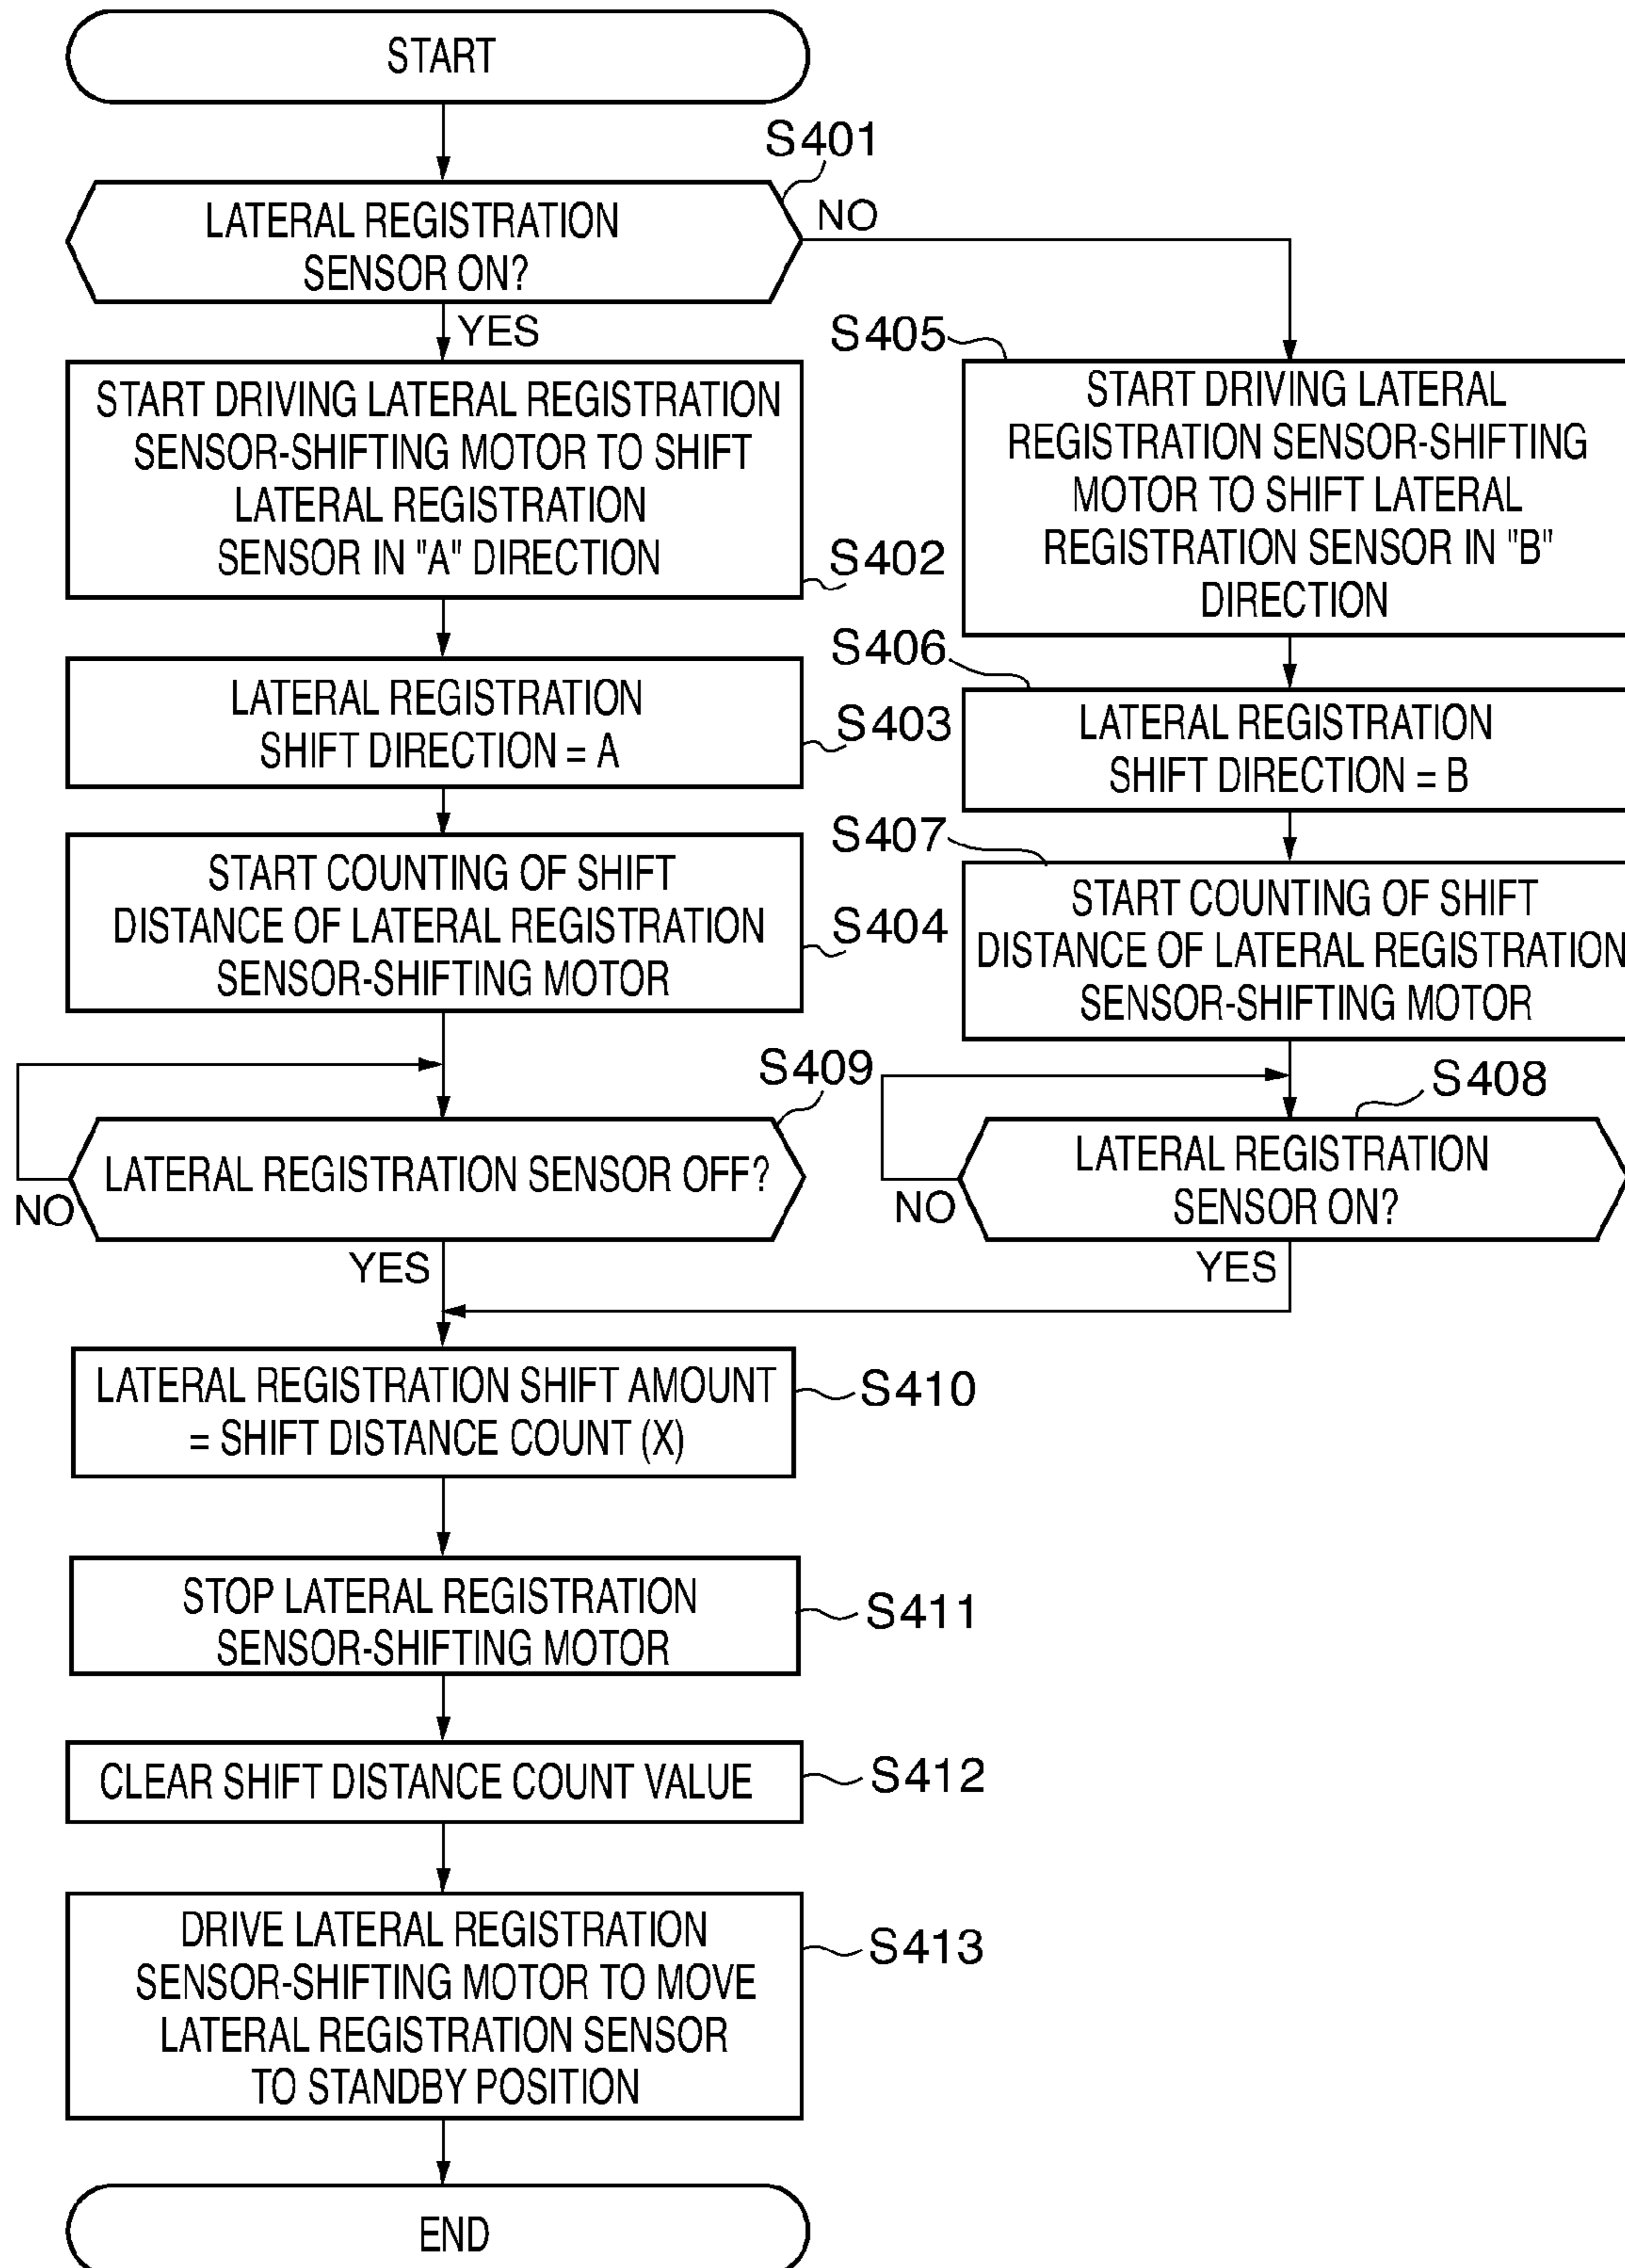 START
S401
LATERAL REGISTRATION
SENSOR ON?
NO
YES
START DRIVING LATERAL REGISTRATION
SENSOR-SHIFTING MOTOR TO SHIFT
LATERAL REGISTRATION
SENSOR IN "A" DIRECTION
S402
LATERAL REGISTRATION
SHIFT DIRECTION = A
S403
START COUNTING OF SHIFT
DISTANCE OF LATERAL REGISTRATION
SENSOR-SHIFTING MOTOR
S404
S405
START DRIVING LATERAL
REGISTRATION SENSOR-SHIFTING
MOTOR TO SHIFT LATERAL
REGISTRATION SENSOR IN "B"
DIRECTION
S406
LATERAL REGISTRATION
SHIFT DIRECTION = B
S407
START COUNTING OF SHIFT
DISTANCE OF LATERAL REGISTRATION
SENSOR-SHIFTING MOTOR
S409
LATERAL REGISTRATION SENSOR OFF?
NO
YES
S408
LATERAL REGISTRATION
SENSOR ON?
NO
YES
LATERAL REGISTRATION SHIFT AMOUNT
= SHIFT DISTANCE COUNT (X)
S410
STOP LATERAL REGISTRATION
SENSOR-SHIFTING MOTOR
S411
CLEAR SHIFT DISTANCE COUNT VALUE
S412
DRIVE LATERAL REGISTRATION
SENSOR-SHIFTING MOTOR TO MOVE
LATERAL REGISTRATION SENSOR
TO STANDBY POSITION
S413
END